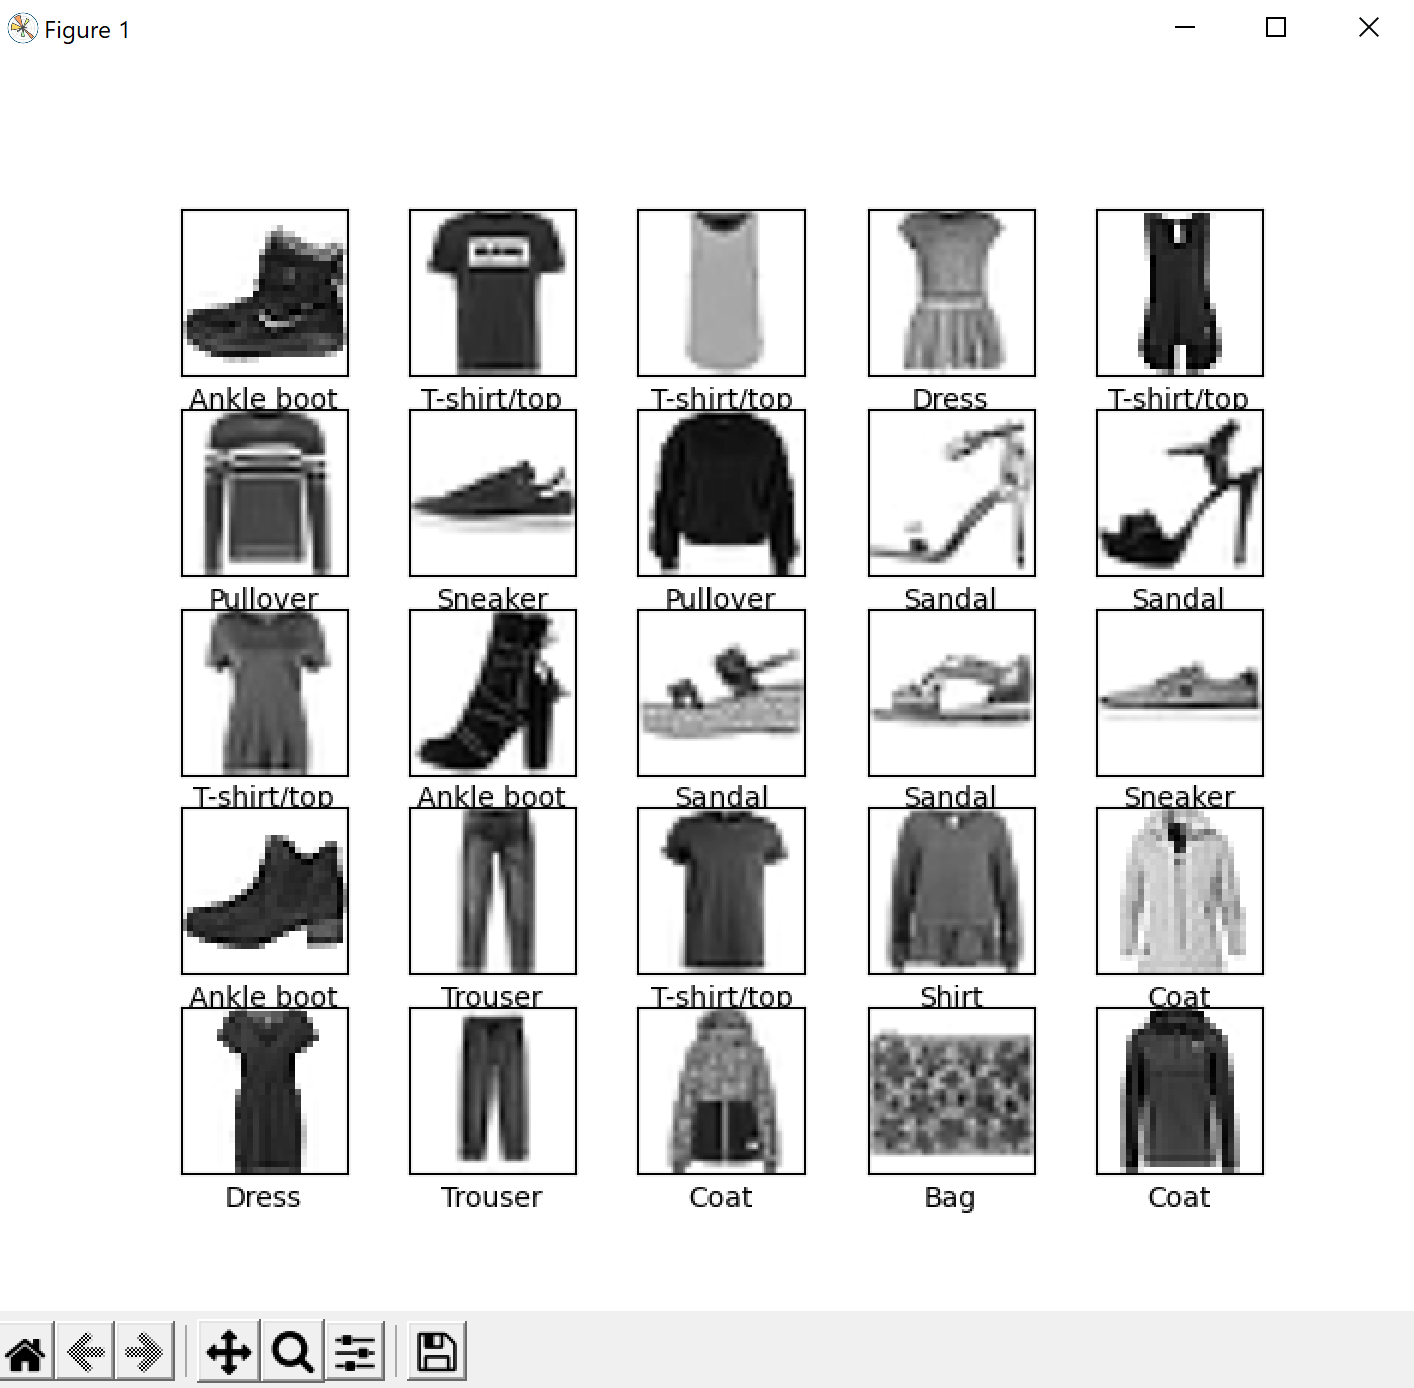 Figure 1
Ankle boot T-shirt/top T-shirt/top Dress T-shirt/top
Pullover Sneaker Pullover Sandal Sandal
T-shirt/top Ankle boot Sandal Sandal Sneaker
Ankle boot Trouser T-shirt/top Shirt Coat
Dress Trouser Coat Bag Coat